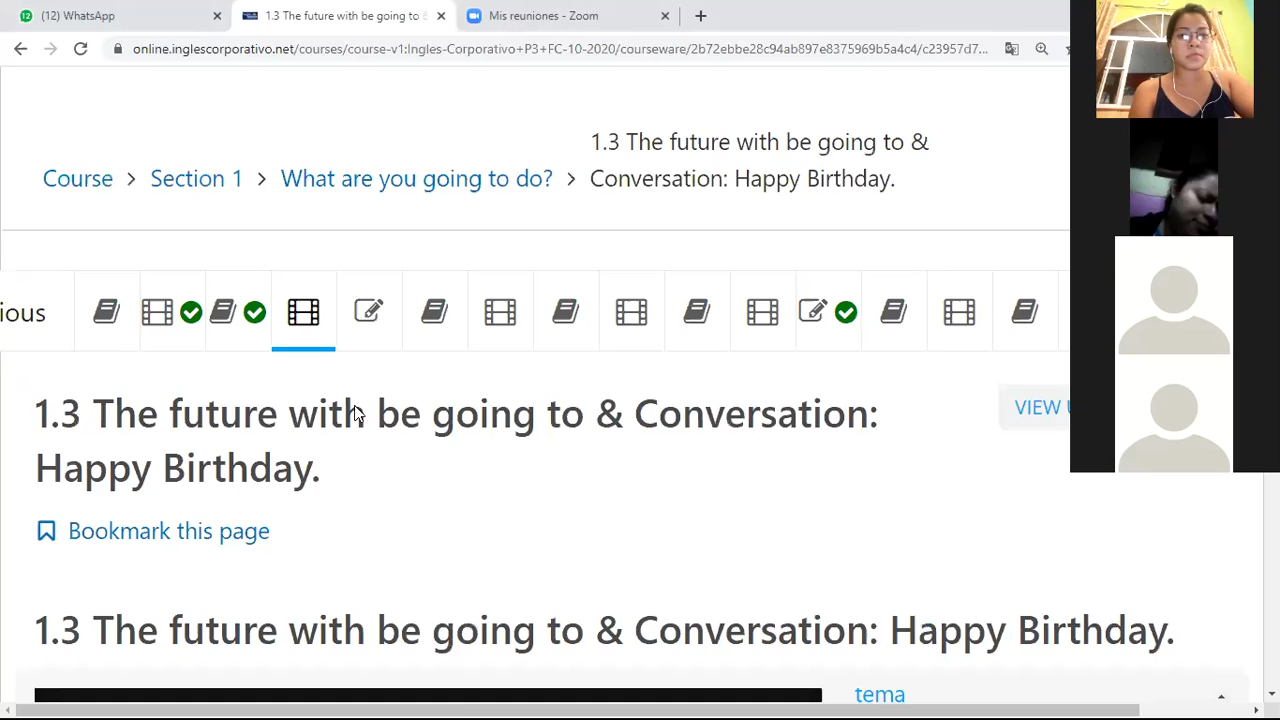 (12) WhatsApp
1.3 The future with be going to &
Mis reuniones - Zoom
online.inglescorporativo.net/courses/course-v1:Ingles-Corporativo+P3+FC-10-2020/courseware/2b72ebbe28c94ab897e8375969b5a4c4/c23957d7...
Course > Section 1 > What are you going to do? > 1.3 The future with be going to &
Conversation: Happy Birthday.
ious
1.3 The future with be going to & Conversation:
Happy Birthday.
VIEW U
Bookmark this page
1.3 The future with be going to & Conversation: Happy Birthday.
tema